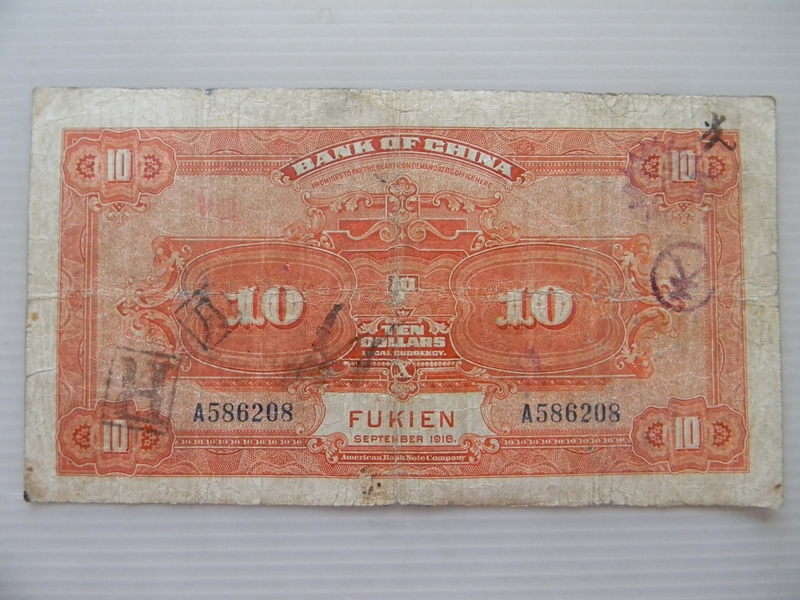 10
10
光
BANK OF CHINA
PROMISES TO PAY THE BEARER ON DEMAND AT ITS OFFICE HERE
10
10
TEN
DOLLARS
LOCAL CURRENCY.
X
A586208
A586208
FUKIEN
SEPTEMBER 1918.
10
10
American Bank Note Company